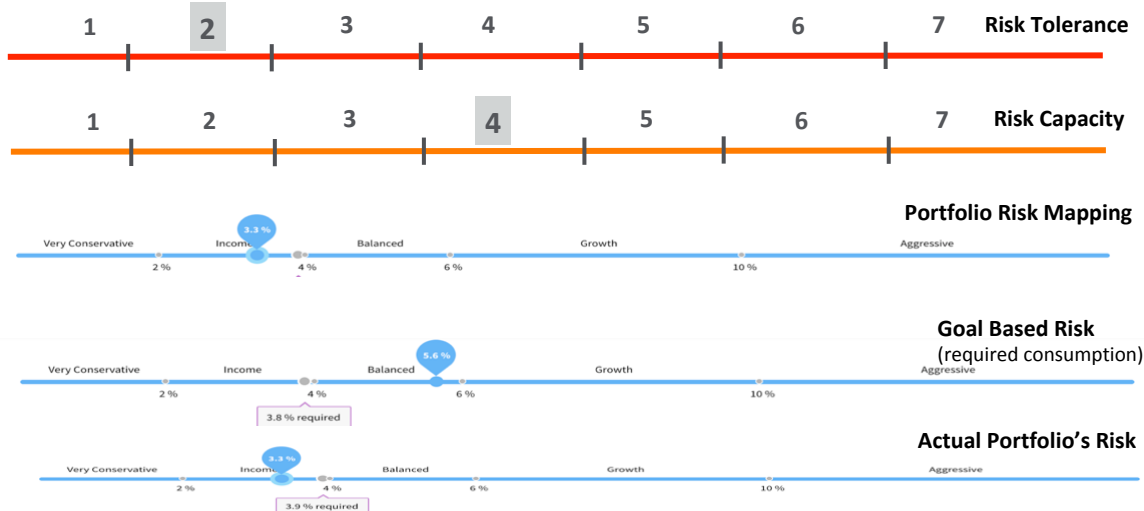 1 2 3 4 5 6 7 Risk Tolerance
1 2 3 4 5 6 7 Risk Capacity
Portfolio Risk Mapping
3.3 %
Very Conservative Income Balanced Growth Aggressive
2 % 4 % 6 % 10 %
Goal Based Risk
5.6 %
(required consumption)
Very Conservative Income Balanced Growth Aggressive
2 % 4 % 6 % 10 %
3.8 % required
Actual Portfolio's Risk
3.3 %
Very Conservative Income Balanced Growth Aggressive
2 % 4 % 6 % 10 %
3.9 % required